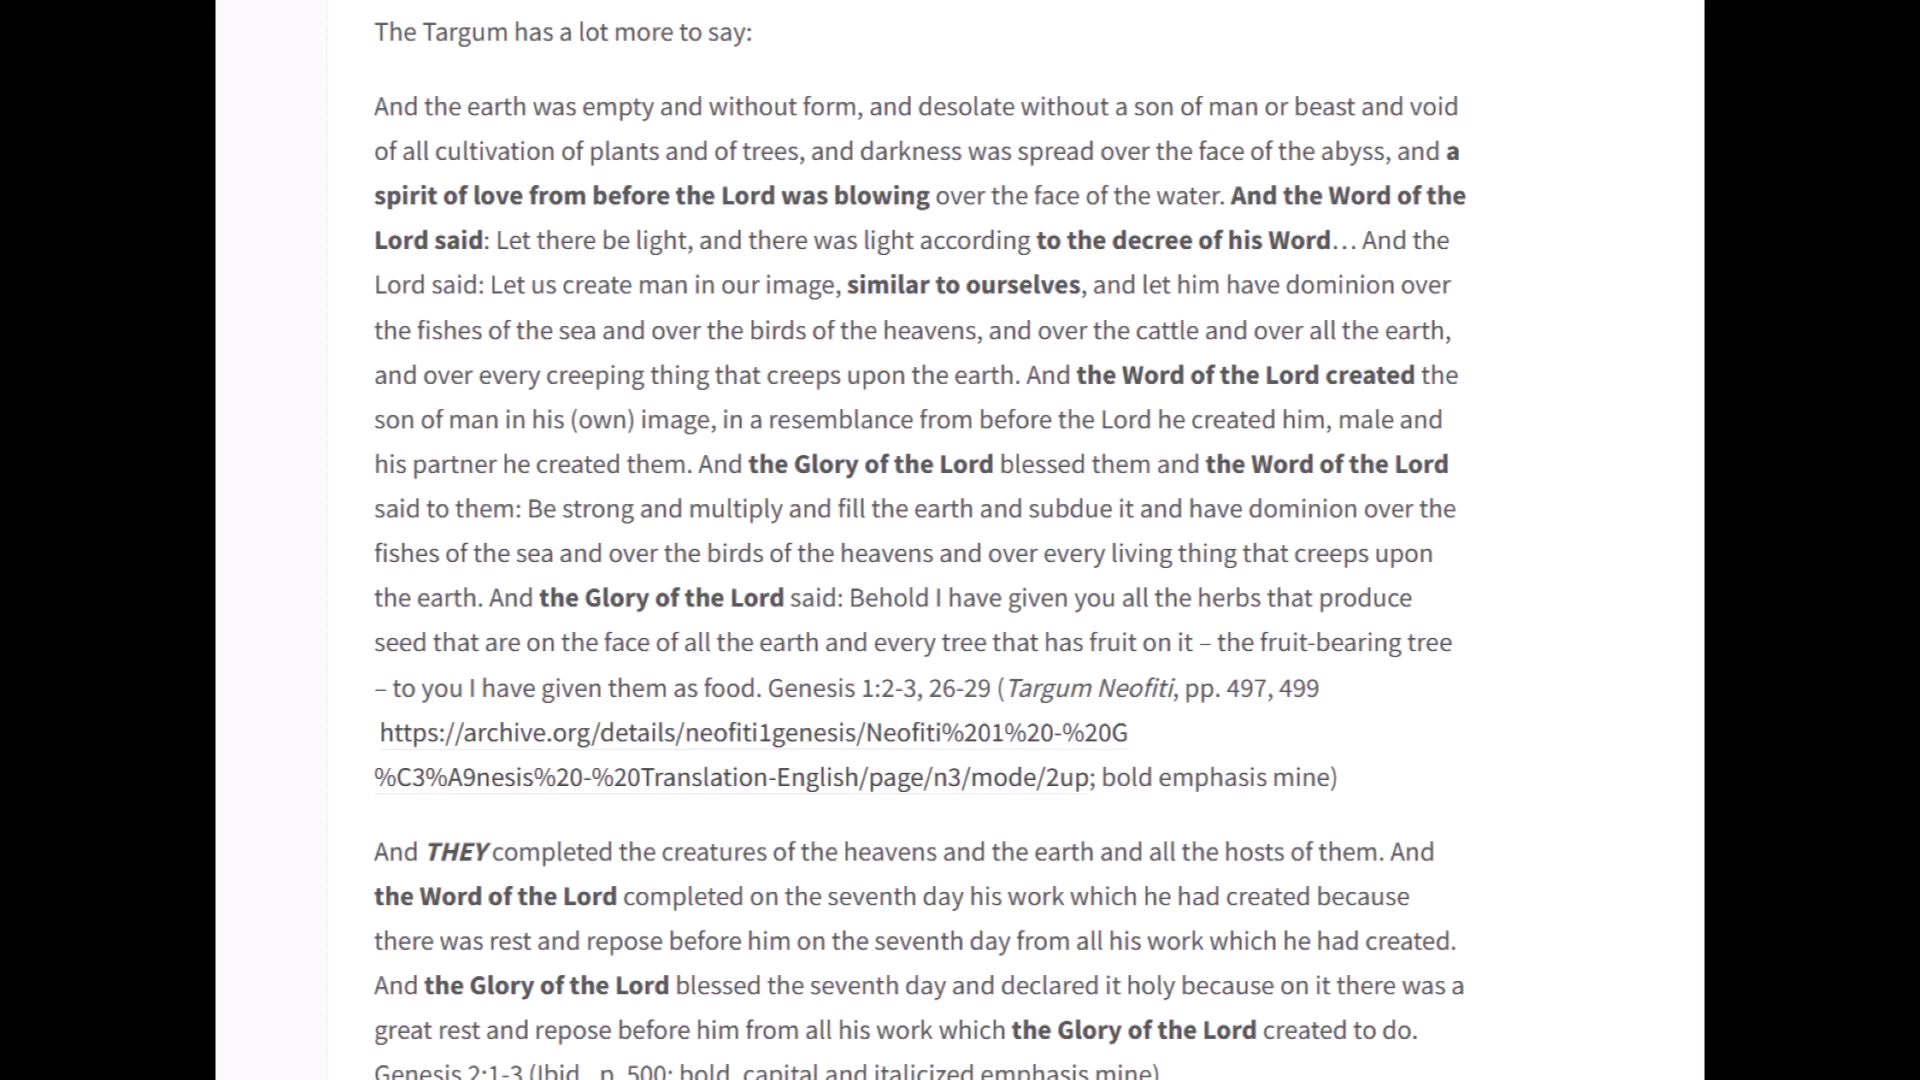 The Targum has a lot more to say:
And the earth was empty and without form, and desolate without a son of man or beast and void
of all cultivation of plants and of trees, and darkness was spread over the face of the abyss, and a
spirit of love from before the Lord was blowing over the face of the water. And the Word of the
Lord said: Let there be light, and there was light according to the decree of his Word… And the
Lord said: Let us create man in our image, similar to ourselves, and let him have dominion over
the fishes of the sea and over the birds of the heavens, and over the cattle and over all the earth,
and over every creeping thing that creeps upon the earth. And the Word of the Lord created the
son of man in his (own) image, in a resemblance from before the Lord he created him, male and
his partner he created them. And the Glory of the Lord blessed them and the Word of the Lord
said to them: Be strong and multiply and fill the earth and subdue it and have dominion over the
fishes of the sea and over the birds of the heavens and over every living thing that creeps upon
the earth. And the Glory of the Lord said: Behold I have given you all the herbs that produce
seed that are on the face of all the earth and every tree that has fruit on it – the fruit-bearing tree
– to you I have given them as food. Genesis 1:2-3, 26-29 (Targum Neofiti, pp. 497, 499
https://archive.org/details/neofiti1genesis/Neofiti%201%20-%20G
%C3%A9nesis%20-%20Translation-English/page/n3/mode/2up; bold emphasis mine)
And THEY completed the creatures of the heavens and the earth and all the hosts of them. And
the Word of the Lord completed on the seventh day his work which he had created because
there was rest and repose before him on the seventh day from all his work which he had created.
And the Glory of the Lord blessed the seventh day and declared it holy because on it there was a
great rest and repose before him from all his work which the Glory of the Lord created to do.
Genesis 2:1-3 (Ibid., p. 500; bold, capital and italicized emphasis mine)